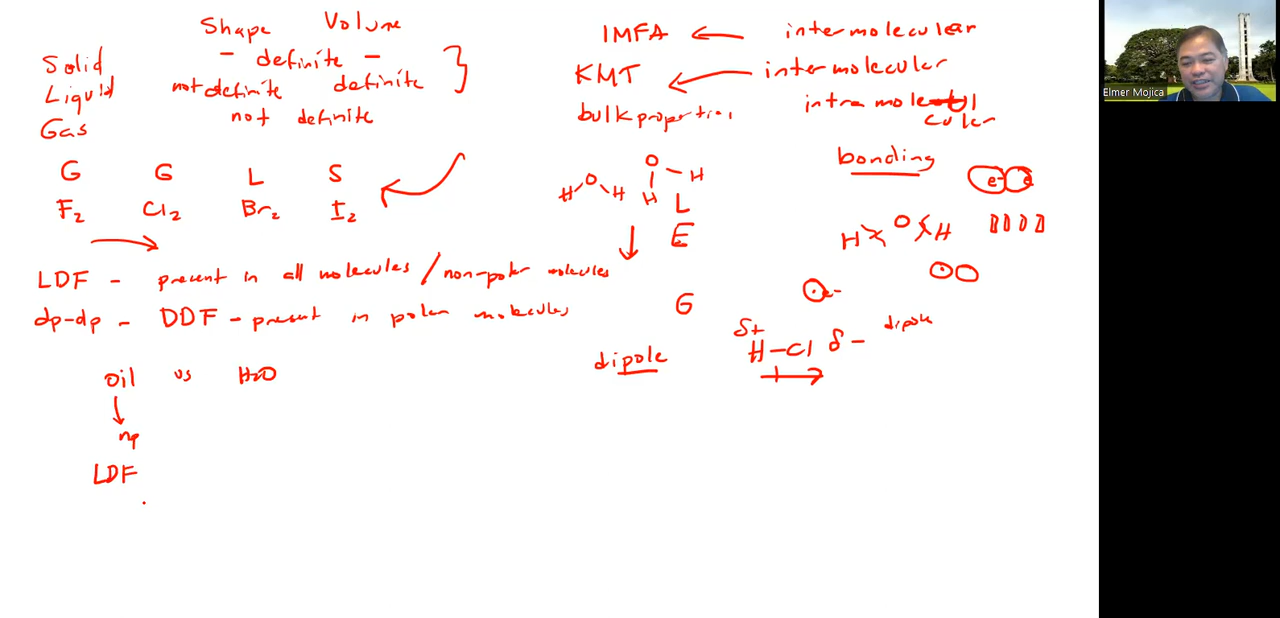 Shape Volume
Solid - definite -
Liquid not definite definite
Gas not definite
G G L S
F2 Cl2 Br2 I2
LDF - present in all molecules / non-polar molecules
dp-dp - DDF - present in polar molecules
oil vs H2O
np
LDF
IMFA ← intermolecular
KMT ← intermolecular
bulk properties intramolecular
bonding
e- e
H O H
O H
H
L
E
G
H O H
e-
dipole
δ+
H-Cl δ- dipole
Elmer Mojica